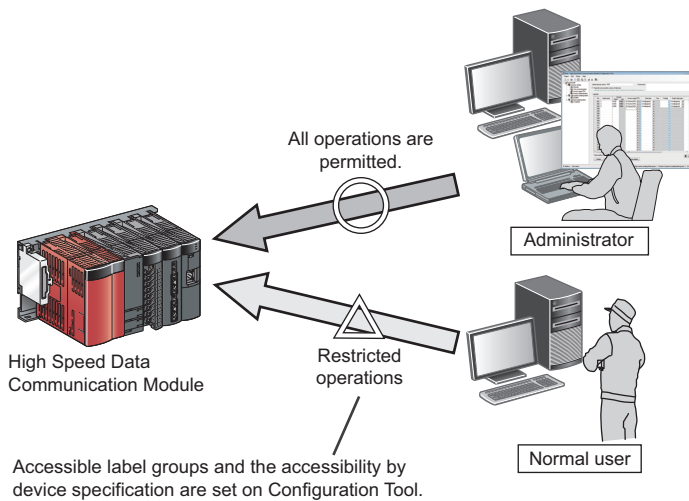 All operations are
permitted.
Administrator
High Speed Data
Communication Module
Restricted
operations
Normal user
Accessible label groups and the accessibility by
device specification are set on Configuration Tool.